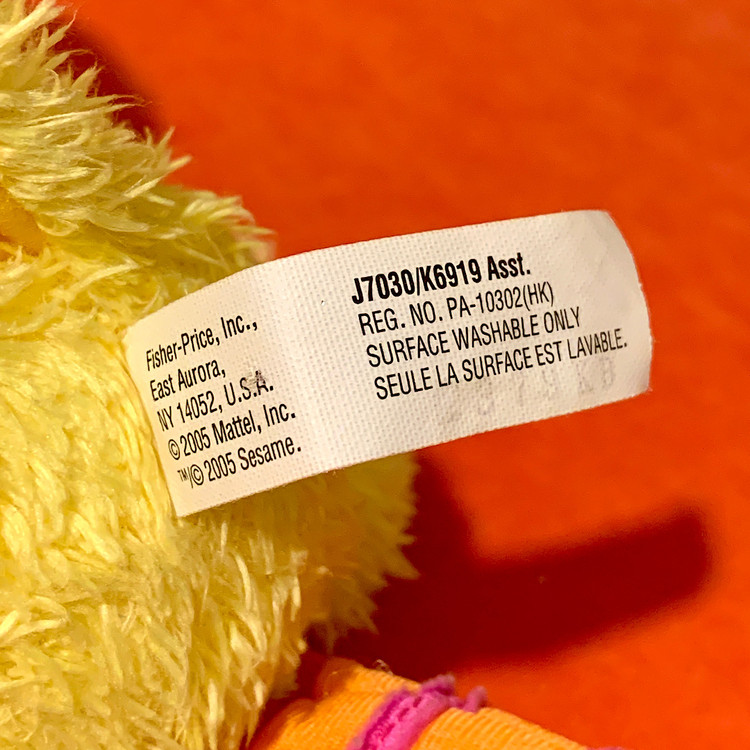 Fisher-Price, Inc.,
East Aurora,
NY 14052, U.S.A.
© 2005 Mattel, Inc.
™/© 2005 Sesame.
J7030/K6919 Asst.
REG. NO. PA-10302(HK)
SURFACE WASHABLE ONLY
SEULE LA SURFACE EST LAVABLE.